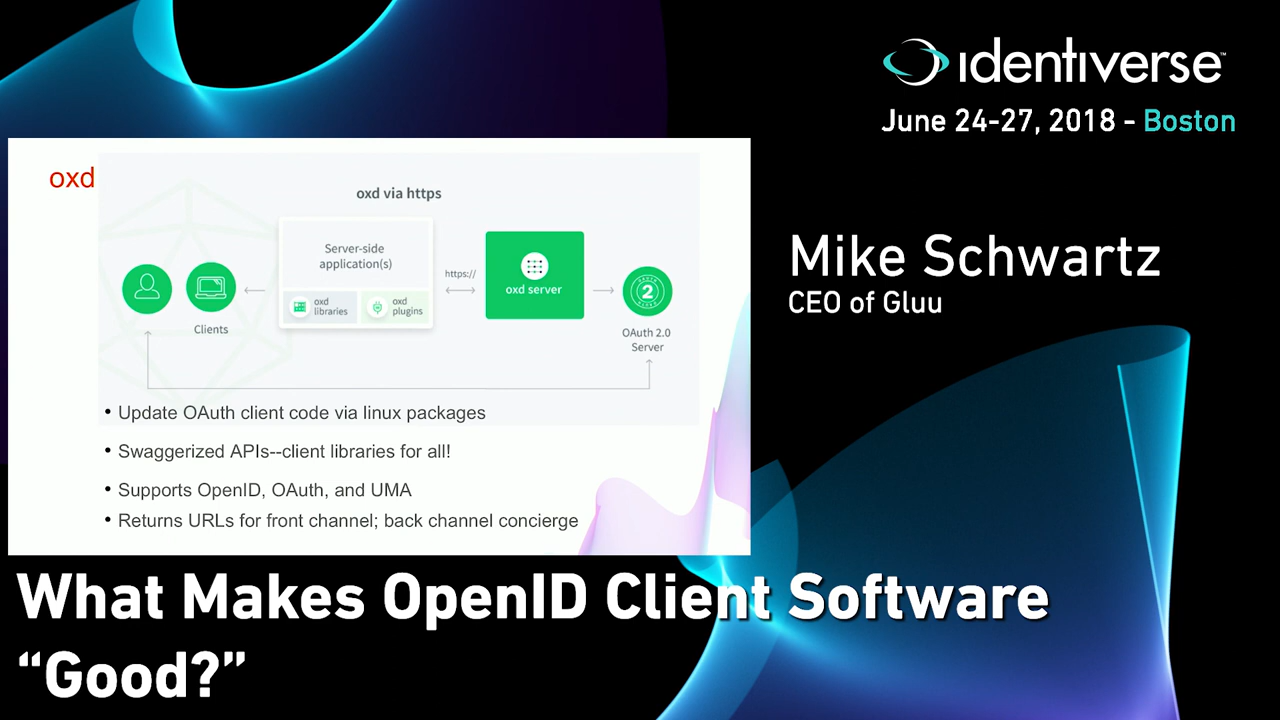 identiverse™
June 24-27, 2018 - Boston
oxd
oxd via https
Server-side
application(s)
oxd
libraries
oxd
plugins
https://
oxd server
Clients
2
OAuth 2.0
Server
• Update OAuth client code via linux packages
• Swaggerized APIs--client libraries for all!
• Supports OpenID, OAuth, and UMA
• Returns URLs for front channel; back channel concierge
Mike Schwartz
CEO of Gluu
What Makes OpenID Client Software
“Good?”